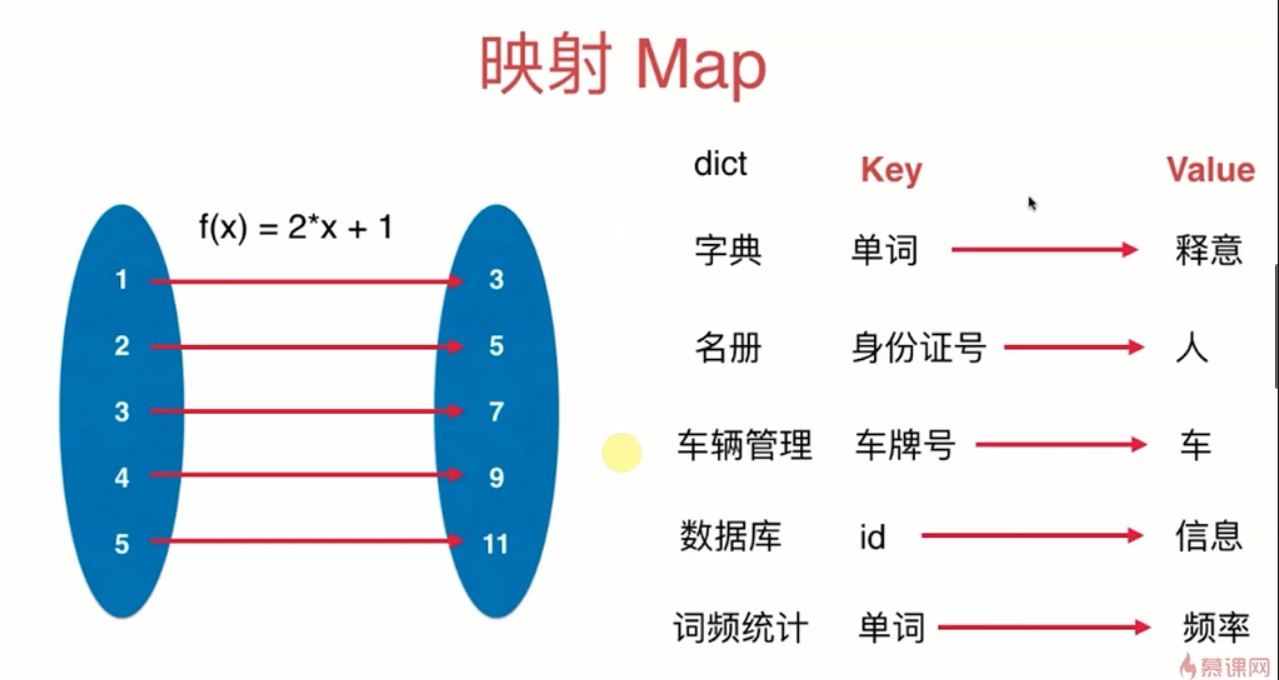 映射 Map
f(x) = 2*x + 1
1 3
2 5
3 7
4 9
5 11
dict Key Value
字典 单词 释意
名册 身份证号 人
车辆管理 车牌号 车
数据库 id 信息
词频统计 单词 频率
慕课网